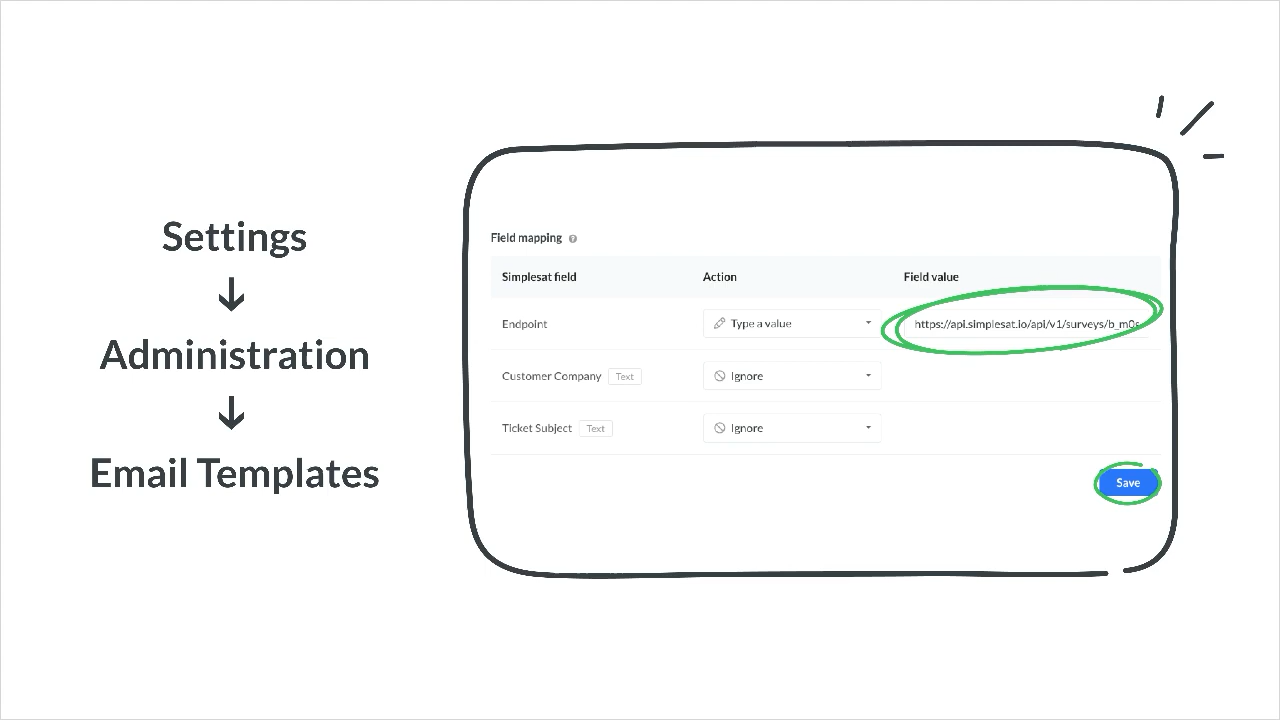 Settings
↓
Administration
↓
Email Templates
Field mapping ?
Simplesat field Action Field value
Endpoint Type a value https://api.simplesat.io/api/v1/surveys/b_m0s
Customer Company Text Ignore
Ticket Subject Text Ignore
Save